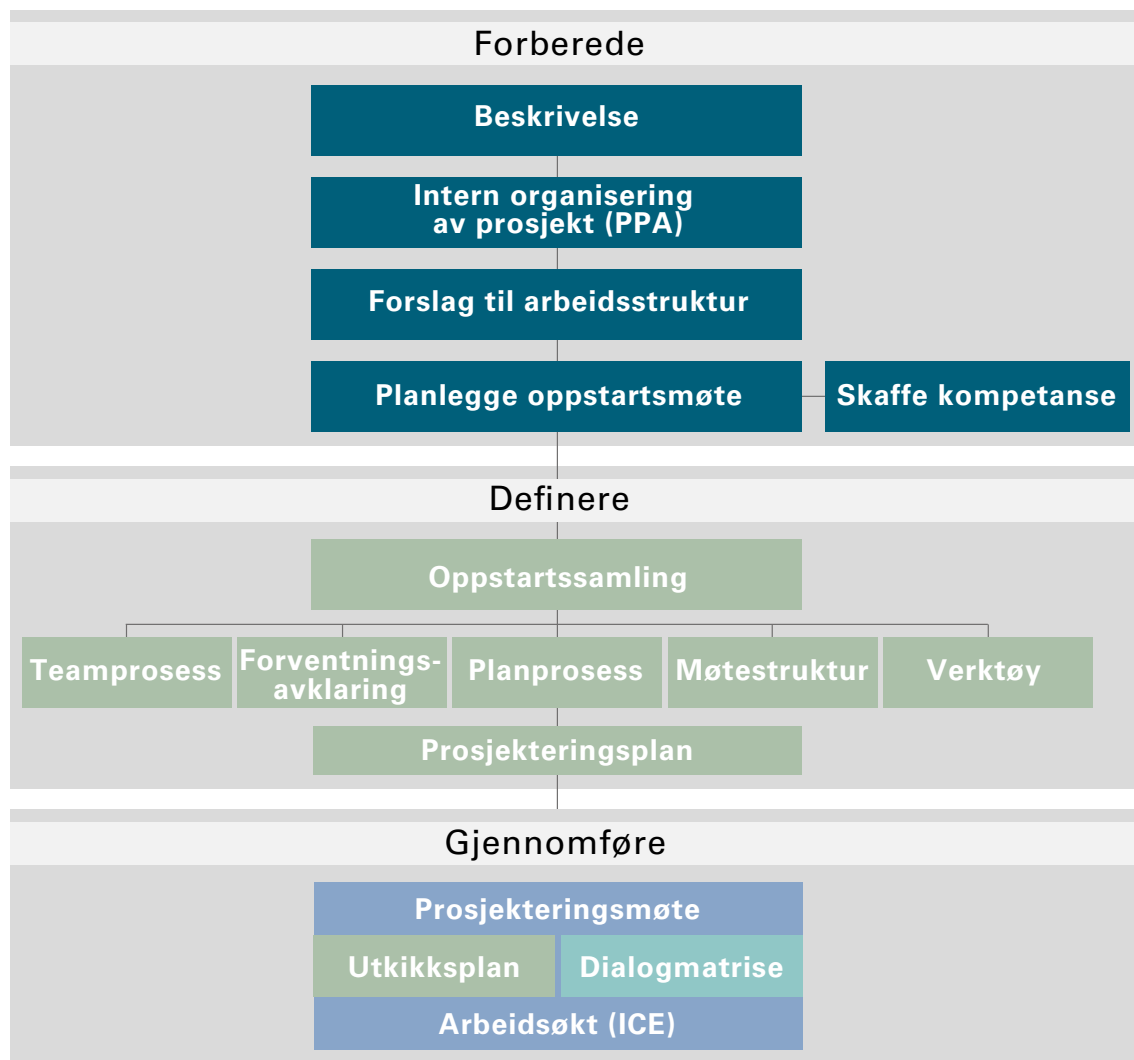 Forberede
Beskrivelse
Intern organisering
av prosjekt (PPA)
Forslag til arbeidsstruktur
Planlegge oppstartsmøte
Skaffe kompetanse
Definere
Oppstartssamling
Teamprosess
Forventnings-
avklaring
Planprosess
Møtestruktur
Verktøy
Prosjekteringsplan
Gjennomføre
Prosjekteringsmøte
Utkikksplan
Dialogmatrise
Arbeidsøkt (ICE)